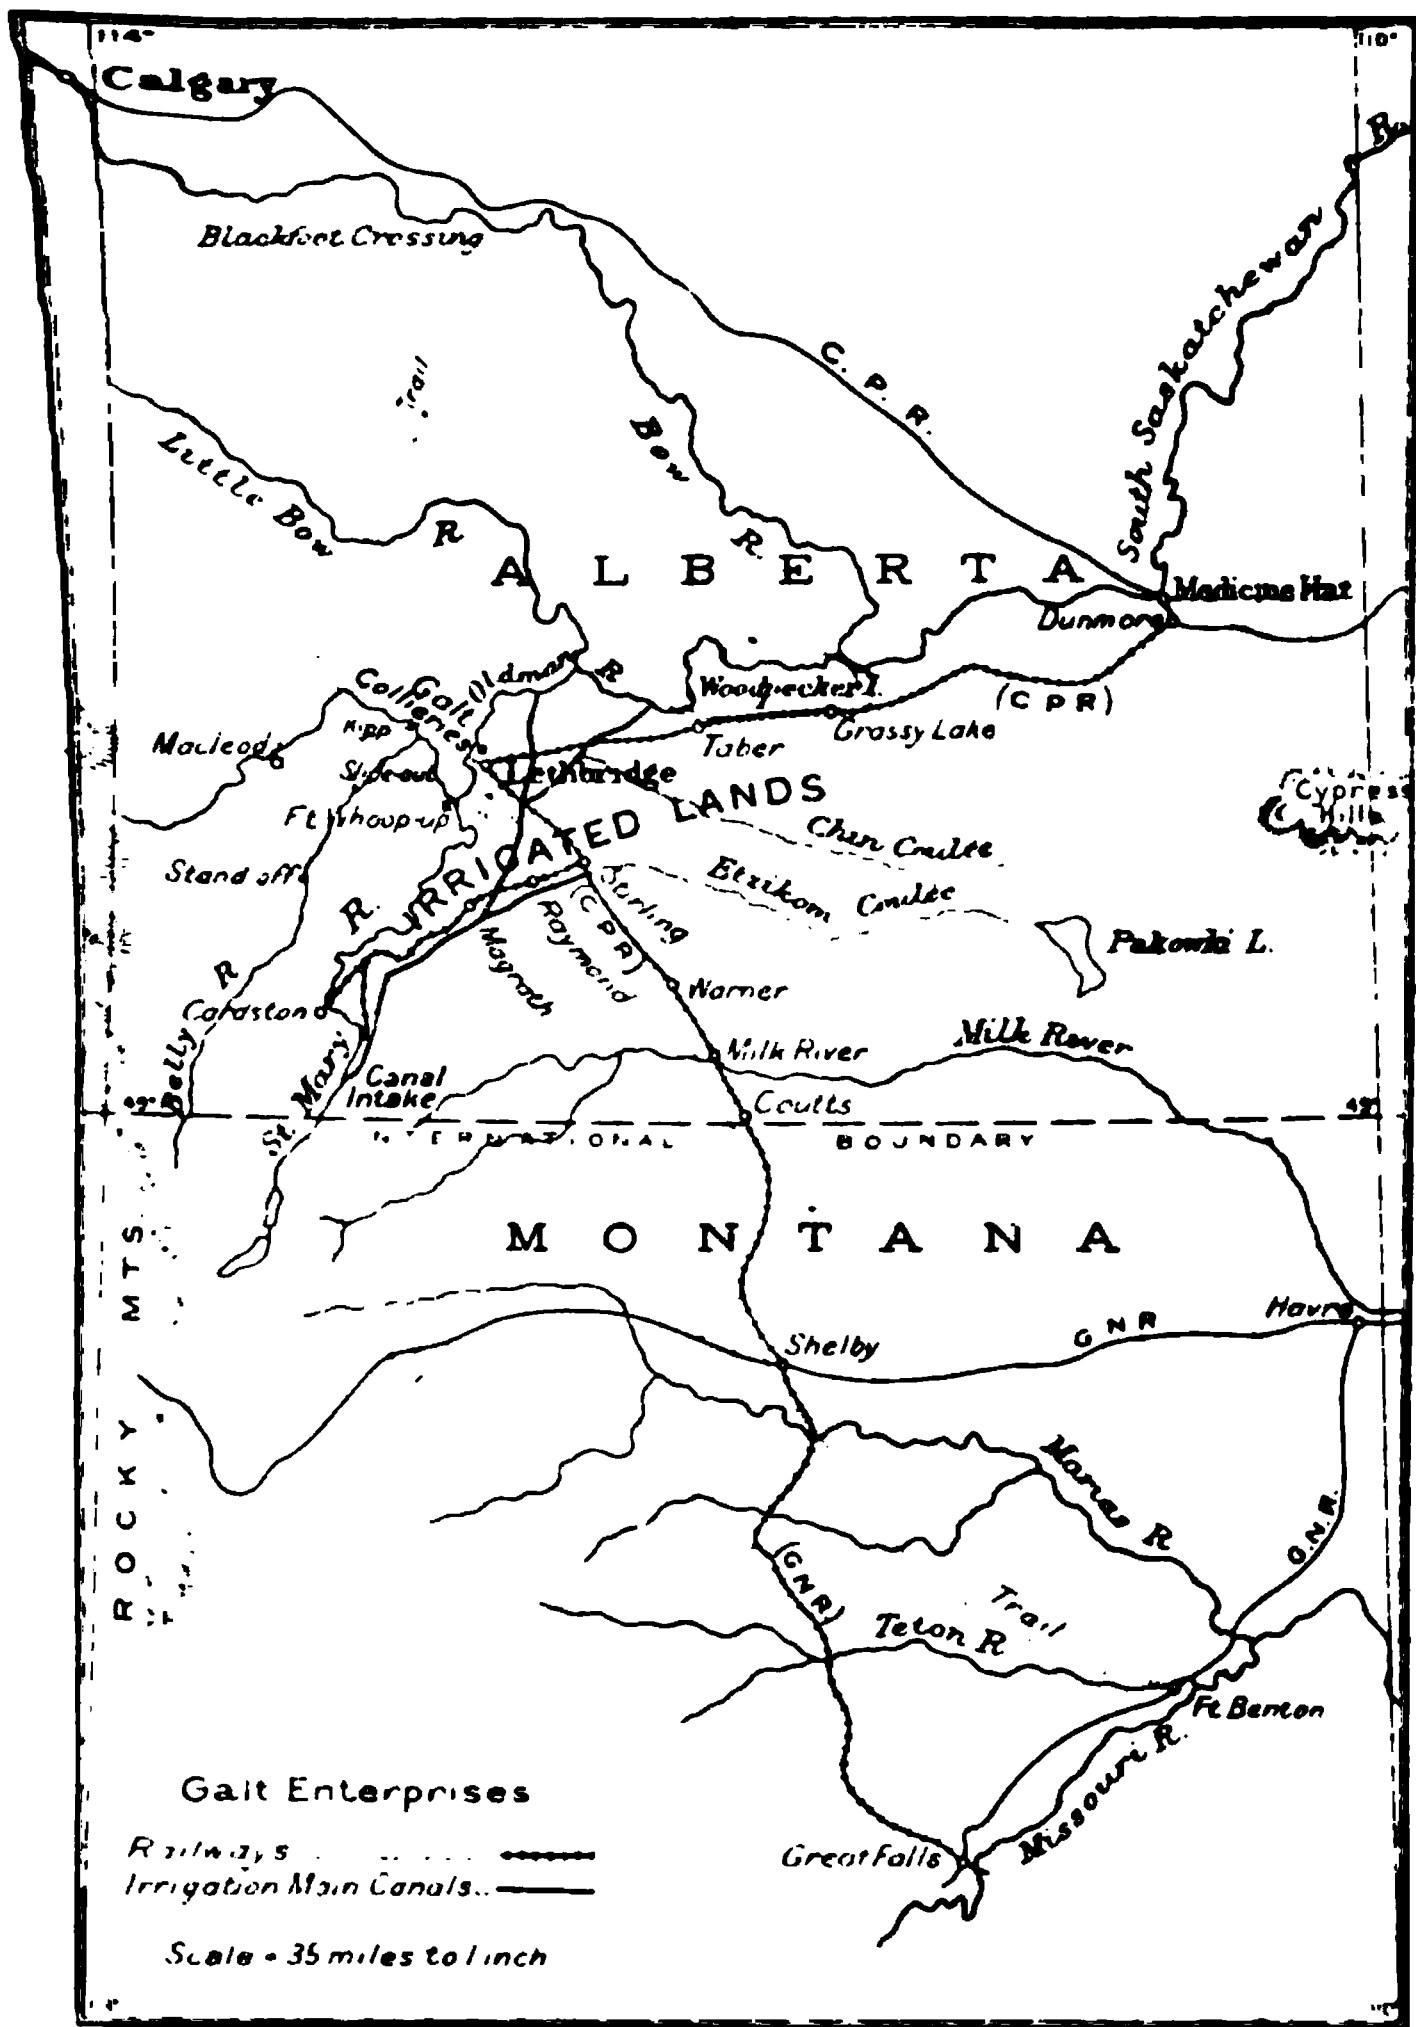 114°
110°
Calgary
R.
Blackfoot Crossing
South Saskatchewan
Trail
C. P. R.
Little Bow
R
Bow
R.
ALBERTA
Medicine Hat
Dunmore
Oldman
R
Galt
Collieries
Woodpecker I.
(C P R)
Kipp
Macleod
Taber
Grassy Lake
Slideout
Lethbridge
Ft Whoop-up
IRRIGATED LANDS
Cypress
Hills
Chin Coulee
Stand off
Etzikom Coulee
R.
Stirling
(C P R)
Raymond
Magrath
Pakowki L.
R
Warner
Cardston
Milk River
Milk River
Belly
St. Mary
Canal
Intake
49°
49°
Coutts
INTERNATIONAL BOUNDARY
MONTANA
ROCKY MTS
Havre
G N R
Shelby
Marias R
G.N.R.
(G N R)
Trail
Teton R
Ft Benton
Missouri R.
Great Falls
Galt Enterprises
Railways
Irrigation Main Canals..
Scale = 35 miles to 1 inch